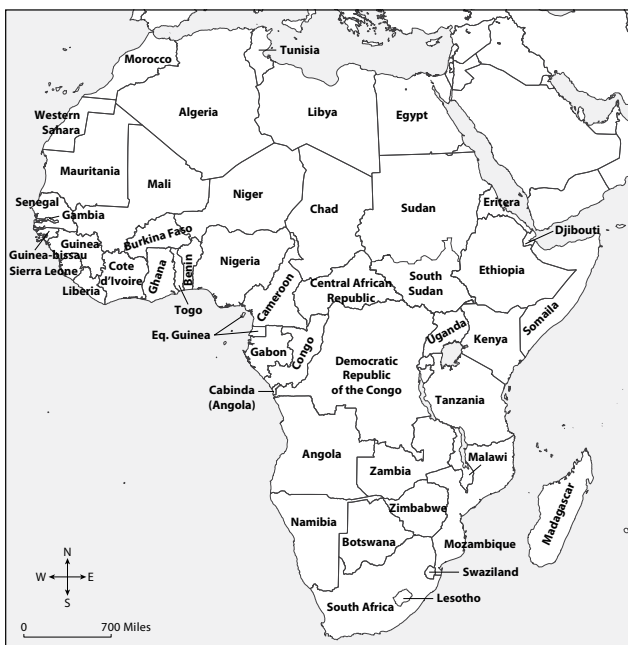 Tunisia
Morocco
Algeria
Libya
Egypt
Western
Sahara
Mauritania
Mali
Niger
Chad
Sudan
Eritera
Senegal
Gambia
Djibouti
Guinea-bissau
Guinea
Burkina Faso
Sierra Leone
Liberia
Cote
d'Ivoire
Ghana
Togo
Benin
Nigeria
Cameroon
Central African
Republic
South
Sudan
Ethiopia
Somaila
Eq. Guinea
Gabon
Congo
Democratic
Republic
of the Congo
Uganda
Kenya
Cabinda
(Angola)
Tanzania
Angola
Zambia
Malawi
Zimbabwe
Namibia
Botswana
Mozambique
Madagascar
Swaziland
Lesotho
South Africa
N
W E
S
0 700 Miles